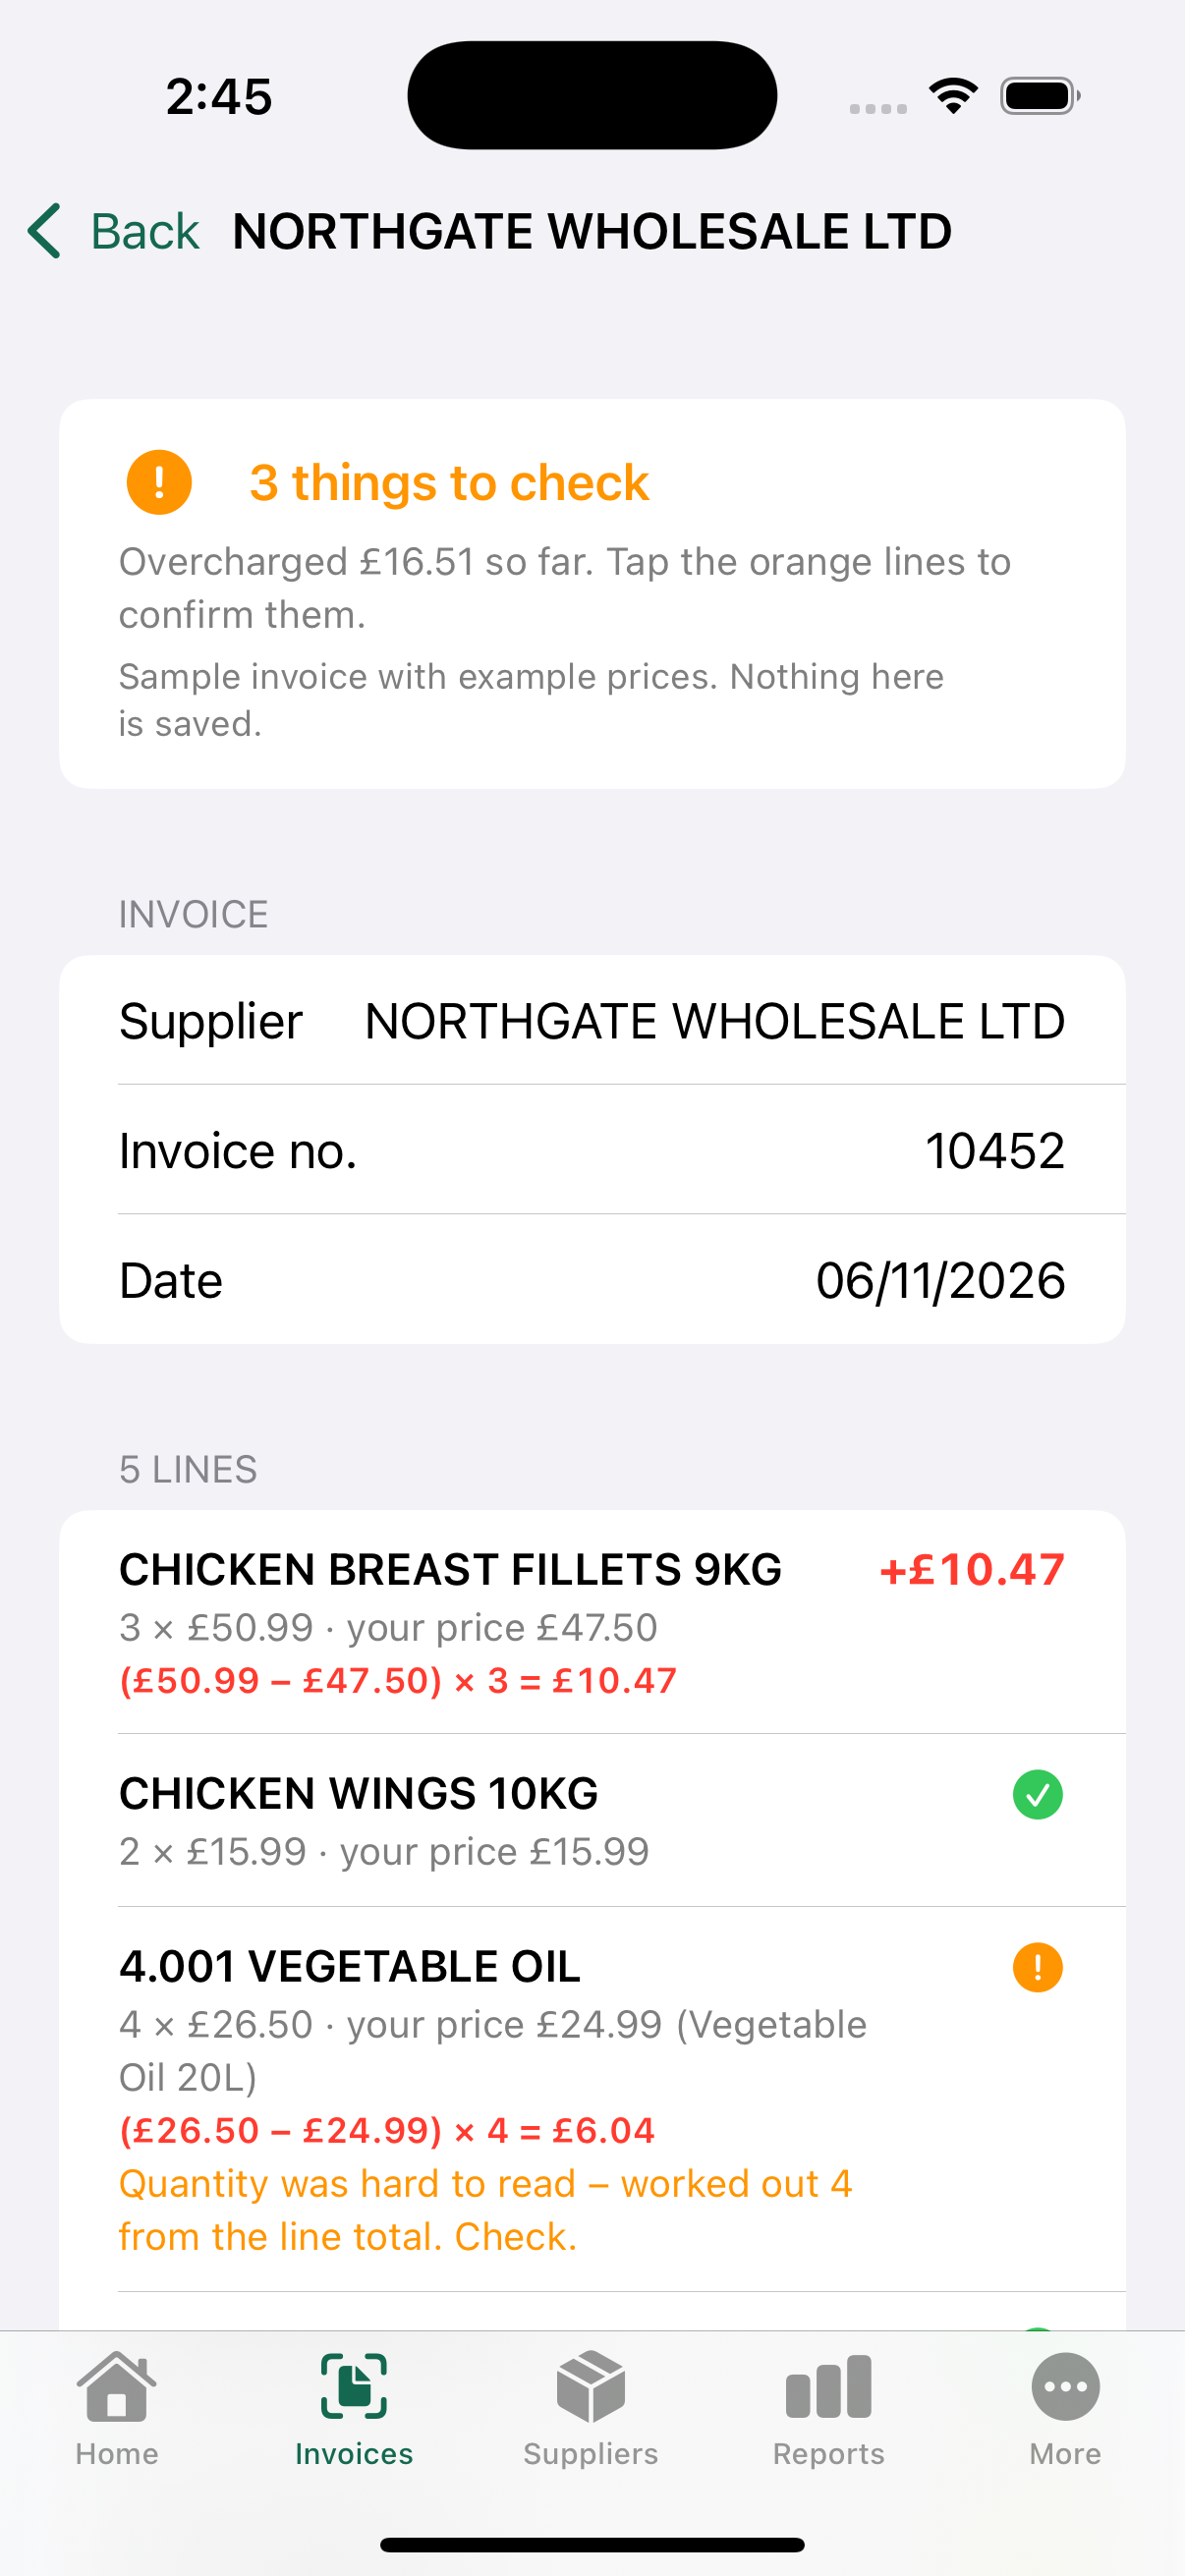 2:45
Back NORTHGATE WHOLESALE LTD
3 things to check
Overcharged £16.51 so far. Tap the orange lines to
confirm them.
Sample invoice with example prices. Nothing here
is saved.
INVOICE
Supplier NORTHGATE WHOLESALE LTD
Invoice no. 10452
Date 06/11/2026
5 LINES
CHICKEN BREAST FILLETS 9KG +£10.47
3 × £50.99 · your price £47.50
(£50.99 – £47.50) × 3 = £10.47
CHICKEN WINGS 10KG
2 × £15.99 · your price £15.99
4.001 VEGETABLE OIL
4 × £26.50 · your price £24.99 (Vegetable
Oil 20L)
(£26.50 – £24.99) × 4 = £6.04
Quantity was hard to read – worked out 4
from the line total. Check.
Home Invoices Suppliers Reports More